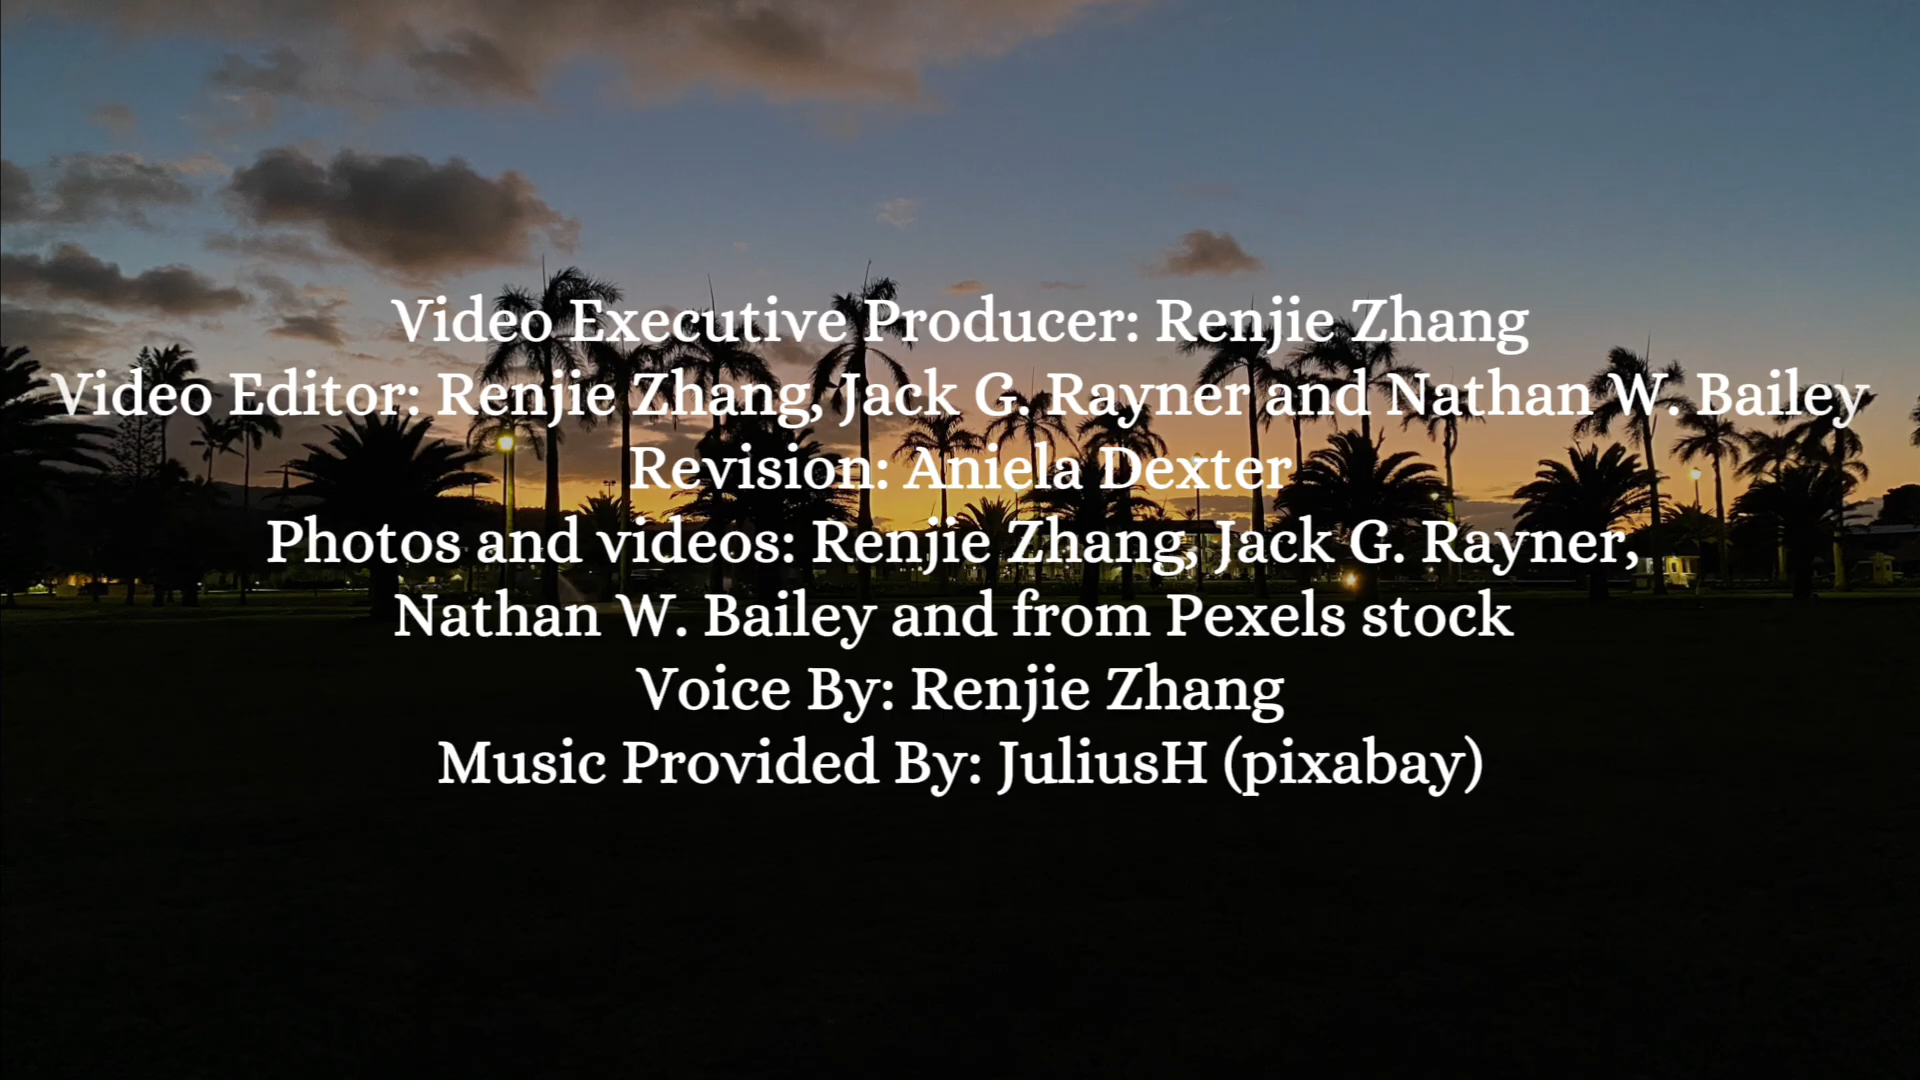 Video Executive Producer: Renjie Zhang
Video Editor: Renjie Zhang, Jack G. Rayner and Nathan W. Bailey
Revision: Aniela Dexter
Photos and videos: Renjie Zhang, Jack G. Rayner,
Nathan W. Bailey and from Pexels stock
Voice By: Renjie Zhang
Music Provided By: JuliusH (pixabay)